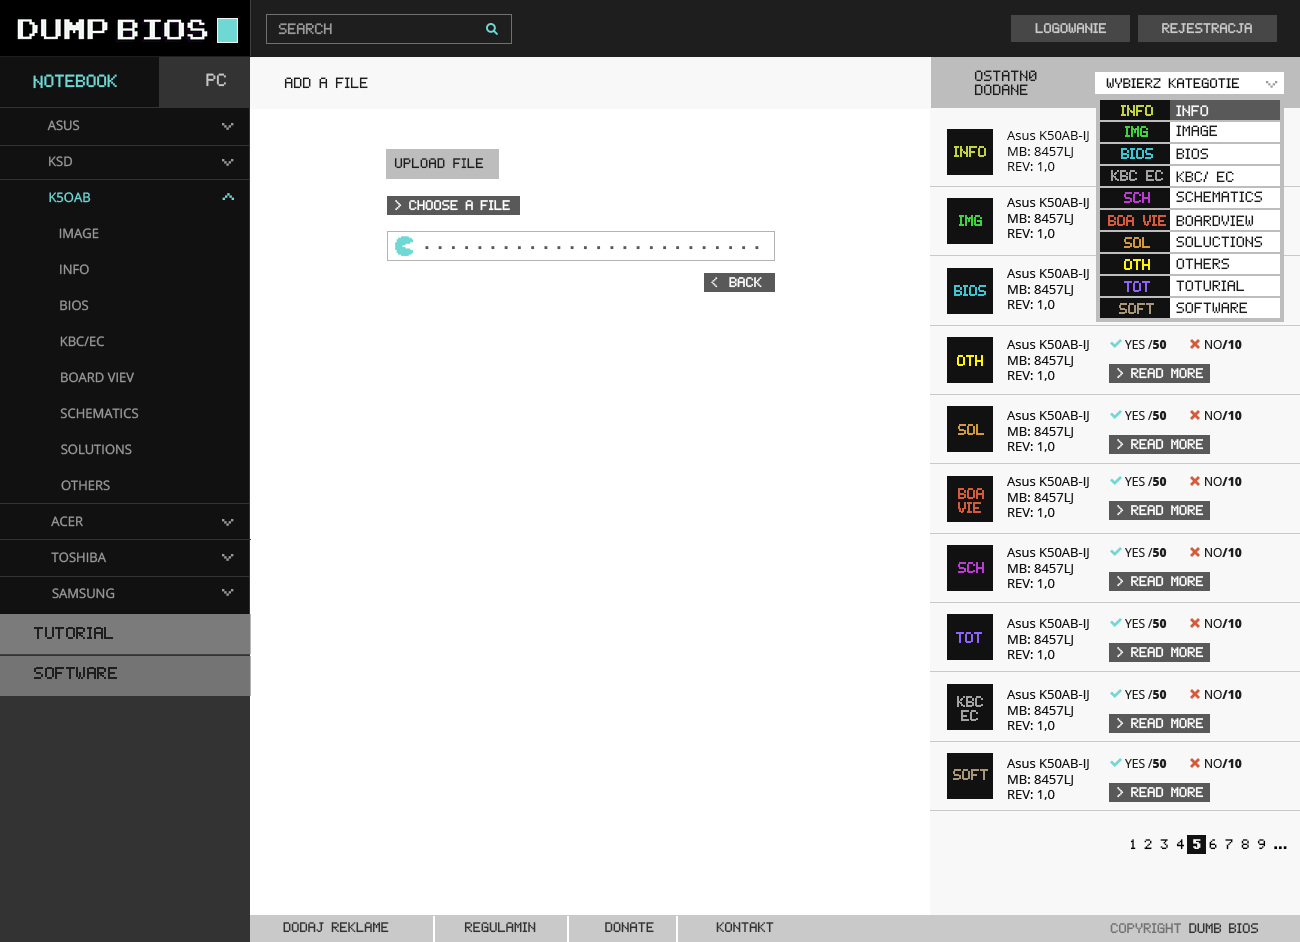 DUMP BIOS
SEARCH
LOGOWANIE
REJESTRACJA
NOTEBOOK
PC
ASUS
KSD
K5OAB
IMAGE
INFO
BIOS
KBC/EC
BOARD VIEV
SCHEMATICS
SOLUTIONS
OTHERS
ACER
TOSHIBA
SAMSUNG
TUTORIAL
SOFTWARE
ADD A FILE
UPLOAD FILE
> CHOOSE A FILE
< BACK
OSTATNO
DODANE
WYBIERZ KATEGOTIE
INFO INFO
IMG IMAGE
BIOS BIOS
KBC EC KBC/ EC
SCH SCHEMATICS
BOA VIE BOARDVIEW
SOL SOLUCTIONS
OTH OTHERS
TOT TOTURIAL
SOFT SOFTWARE
INFO
Asus K50AB-IJ
MB: 8457LJ
REV: 1,0
IMG
Asus K50AB-IJ
MB: 8457LJ
REV: 1,0
BIOS
Asus K50AB-IJ
MB: 8457LJ
REV: 1,0
OTH
Asus K50AB-IJ
MB: 8457LJ
REV: 1,0
YES /50 NO/10
> READ MORE
SOL
Asus K50AB-IJ
MB: 8457LJ
REV: 1,0
YES /50 NO/10
> READ MORE
BOA
VIE
Asus K50AB-IJ
MB: 8457LJ
REV: 1,0
YES /50 NO/10
> READ MORE
SCH
Asus K50AB-IJ
MB: 8457LJ
REV: 1,0
YES /50 NO/10
> READ MORE
TOT
Asus K50AB-IJ
MB: 8457LJ
REV: 1,0
YES /50 NO/10
> READ MORE
KBC
EC
Asus K50AB-IJ
MB: 8457LJ
REV: 1,0
YES /50 NO/10
> READ MORE
SOFT
Asus K50AB-IJ
MB: 8457LJ
REV: 1,0
YES /50 NO/10
> READ MORE
1 2 3 4 5 6 7 8 9 ...
DODAJ REKLAME
REGULAMIN
DONATE
KONTAKT
COPYRIGHT DUMB BIOS